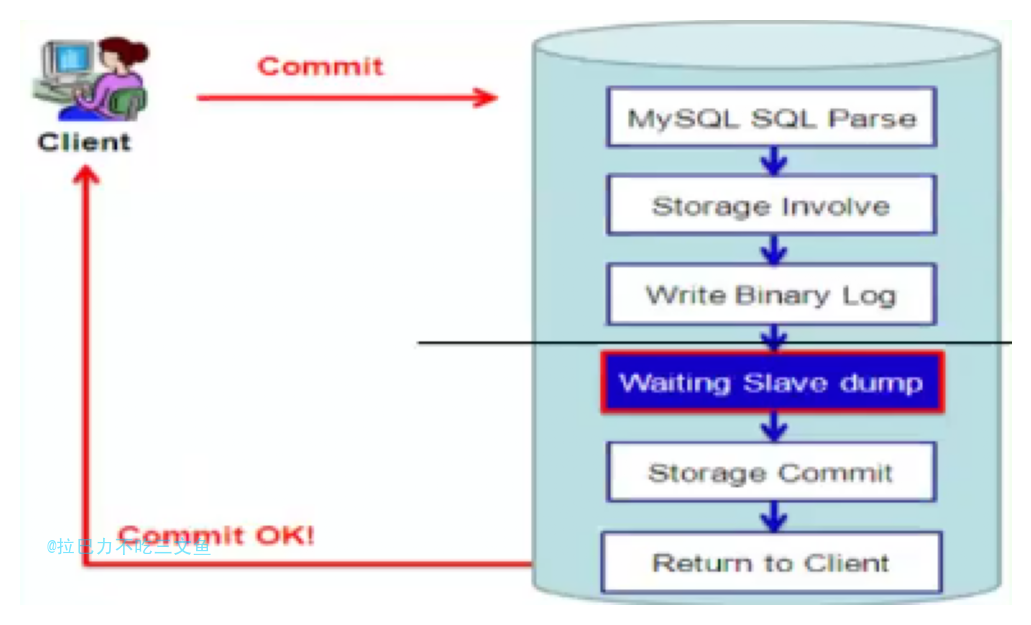 Commit
Client
MySQL SQL Parse
Storage Involve
Write Binary Log
Waiting Slave dump
Storage Commit
Return to Client
Commit OK!
@拉巴力不吃三文鱼